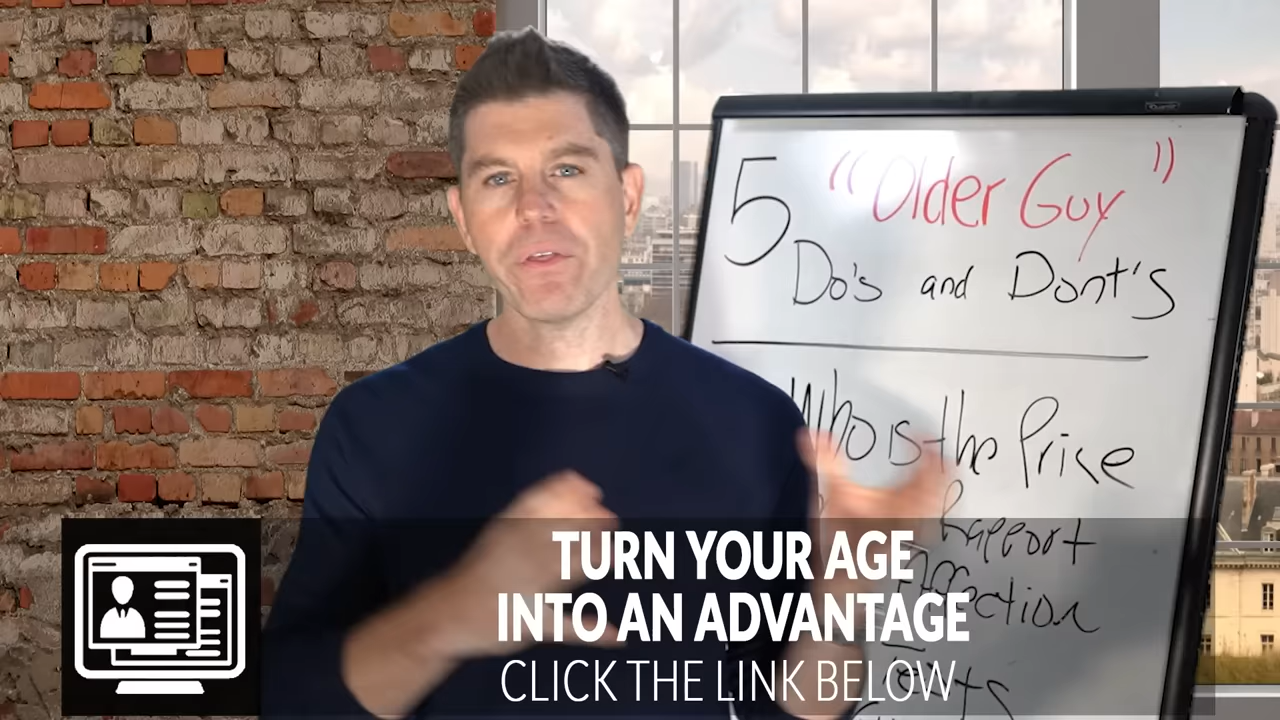 5 "Older Guy"
Do's and Dont's
Who is the Prize
Rapport
Affection
TURN YOUR AGE
INTO AN ADVANTAGE
CLICK THE LINK BELOW